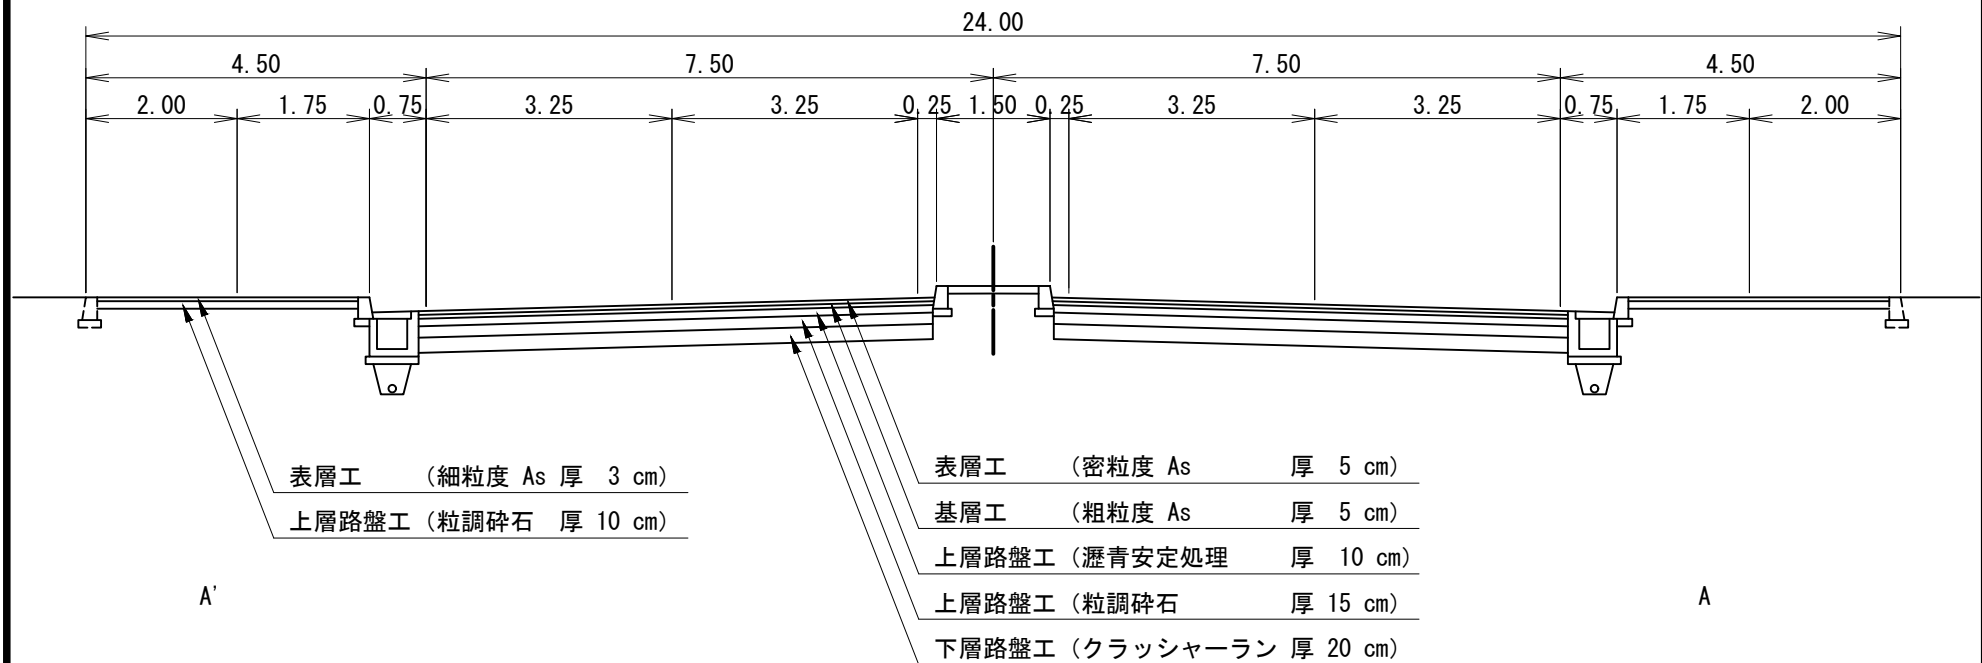 24.00
4.50 7.50 7.50 4.50
2.00 1.75 0.75 3.25 3.25 0.25 1.50 0.25 3.25 3.25 0.75 1.75 2.00
表層工 (細粒度 As 厚 3 cm)
上層路盤工 (粒調砕石 厚 10 cm)
表層工 (密粒度 As 厚 5 cm)
基層工 (粗粒度 As 厚 5 cm)
上層路盤工 (瀝青安定処理 厚 10 cm)
上層路盤工 (粒調砕石 厚 15 cm)
下層路盤工 (クラッシャーラン 厚 20 cm)
A'
A